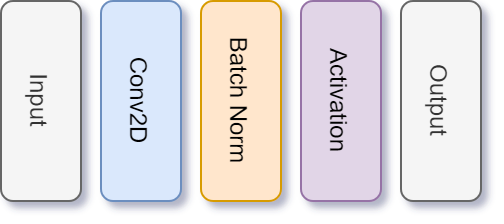 Input
Conv2D
Batch Norm
Activation
Output